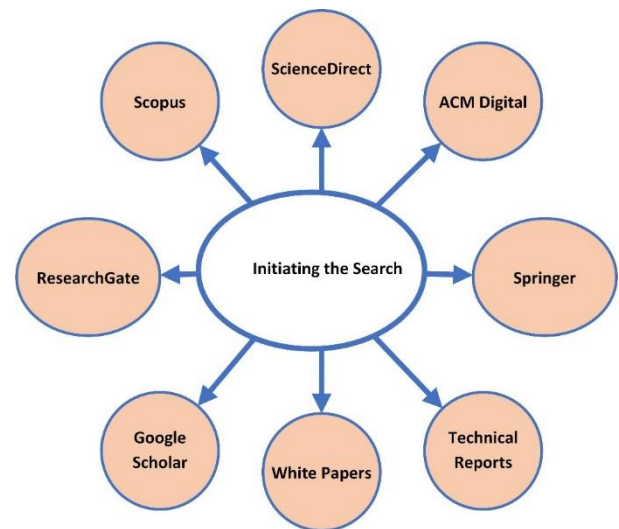 ScienceDirect
Scopus
ACM Digital
Initiating the Search
ResearchGate
Springer
Google
Scholar
White Papers
Technical
Reports